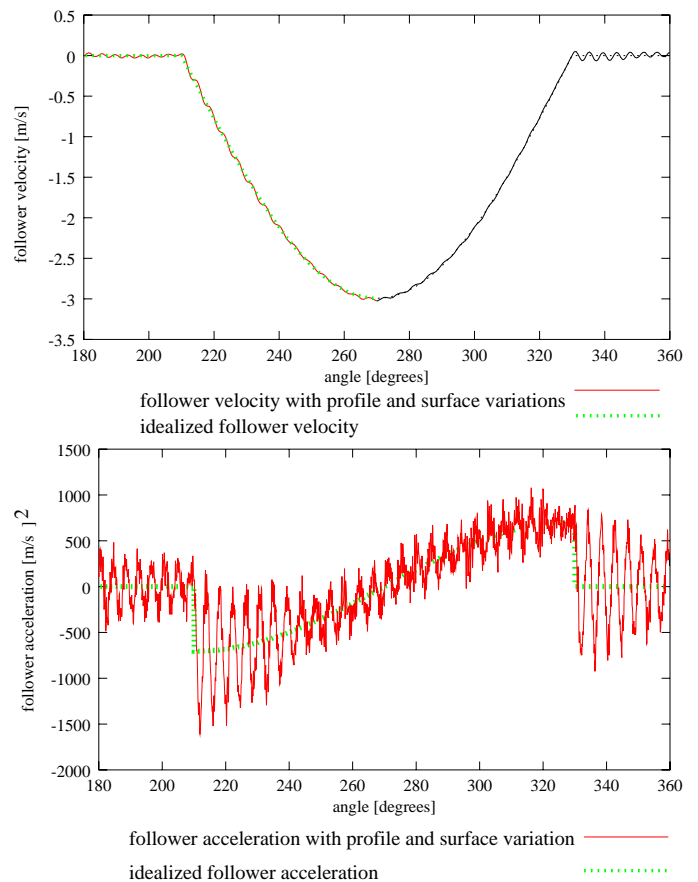 0.5
0
-0.5
-1
-1.5
-2
-2.5
-3
-3.5
follower velocity [m/s]
180 200 220 240 260 280 300 320 340 360
angle [degrees]
follower velocity with profile and surface variations
idealized follower velocity
1500
1000
500
0
-500
-1000
-1500
-2000
follower acceleration [m/s ]2
180 200 220 240 260 280 300 320 340 360
angle [degrees]
follower acceleration with profile and surface variation
idealized follower acceleration